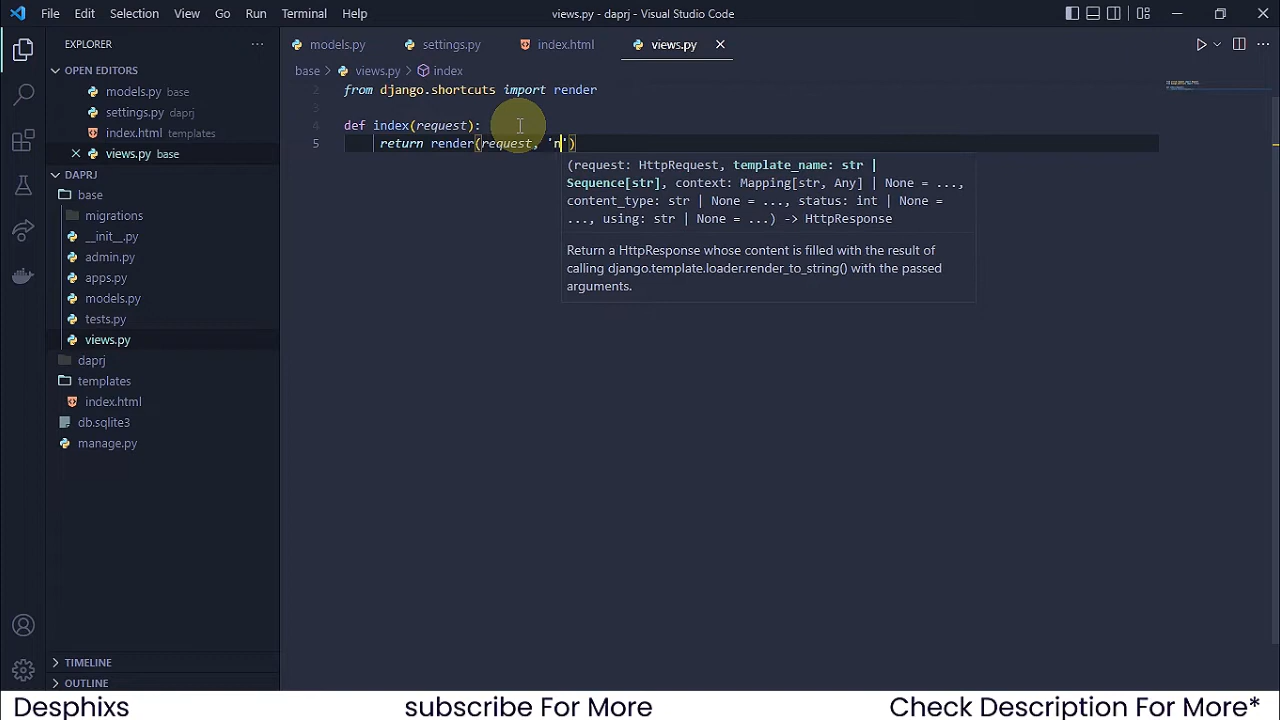 File Edit Selection View Go Run Terminal Help
views.py - daprj - Visual Studio Code
EXPLORER
OPEN EDITORS
models.py base
settings.py daprj
index.html templates
views.py base
DAPRJ
base
migrations
__init__.py
admin.py
apps.py
models.py
tests.py
views.py
daprj
templates
index.html
db.sqlite3
manage.py
TIMELINE
OUTLINE
models.py settings.py index.html views.py
base > views.py > index
2 from django.shortcuts import render
3
4 def index(request):
5 return render(request, 'n')
(request: HttpRequest, template_name: str |
Sequence[str], context: Mapping[str, Any] | None = ...,
content_type: str | None = ..., status: int | None =
..., using: str | None = ...) -> HttpResponse
Return a HttpResponse whose content is filled with the result of
calling django.template.loader.render_to_string() with the passed
arguments.
Desphixs subscribe For More Check Description For More*